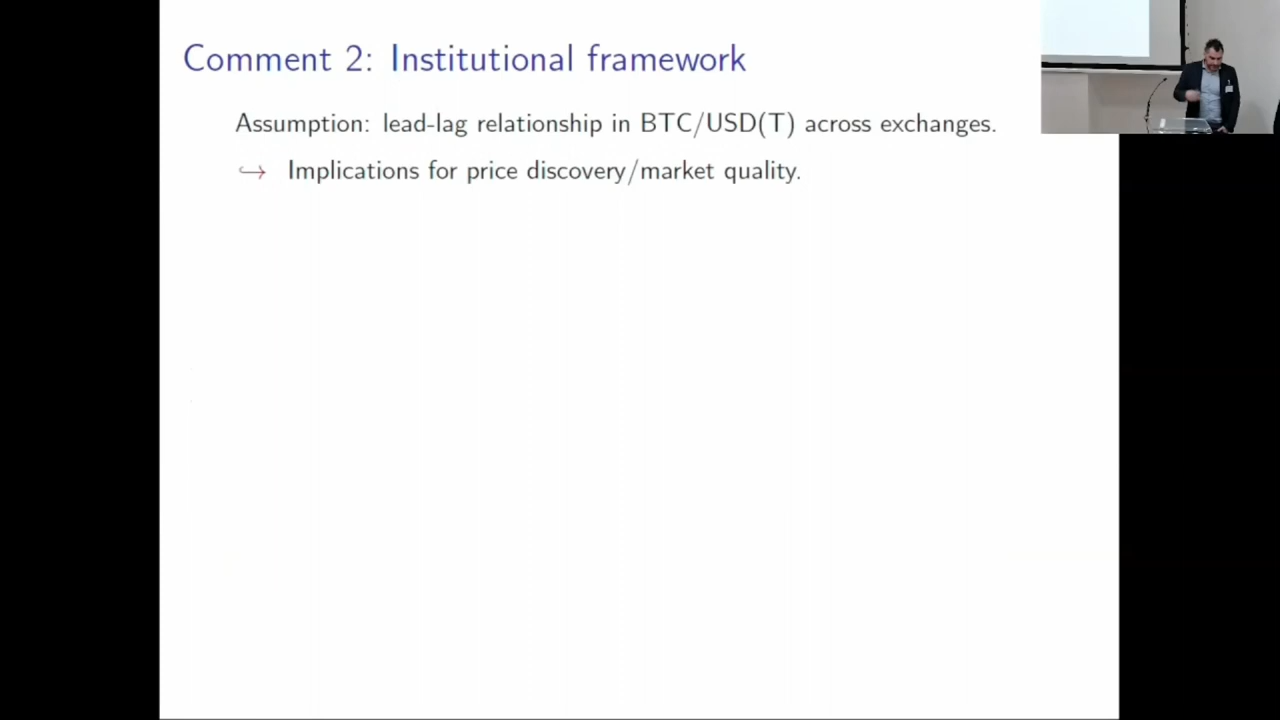 Comment 2: Institutional framework
Assumption: lead-lag relationship in BTC/USD(T) across exchanges.
↪ Implications for price discovery/market quality.